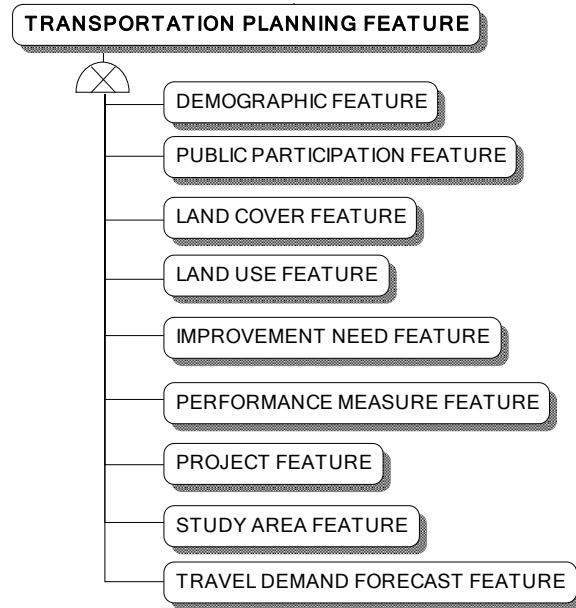 TRANSPORTATION PLANNING FEATURE
DEMOGRAPHIC FEATURE
PUBLIC PARTICIPATION FEATURE
LAND COVER FEATURE
LAND USE FEATURE
IMPROVEMENT NEED FEATURE
PERFORMANCE MEASURE FEATURE
PROJECT FEATURE
STUDY AREA FEATURE
TRAVEL DEMAND FORECAST FEATURE